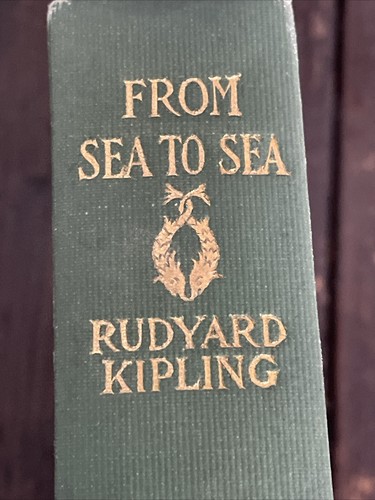 FROM
SEA TO SEA
RUDYARD
KIPLING